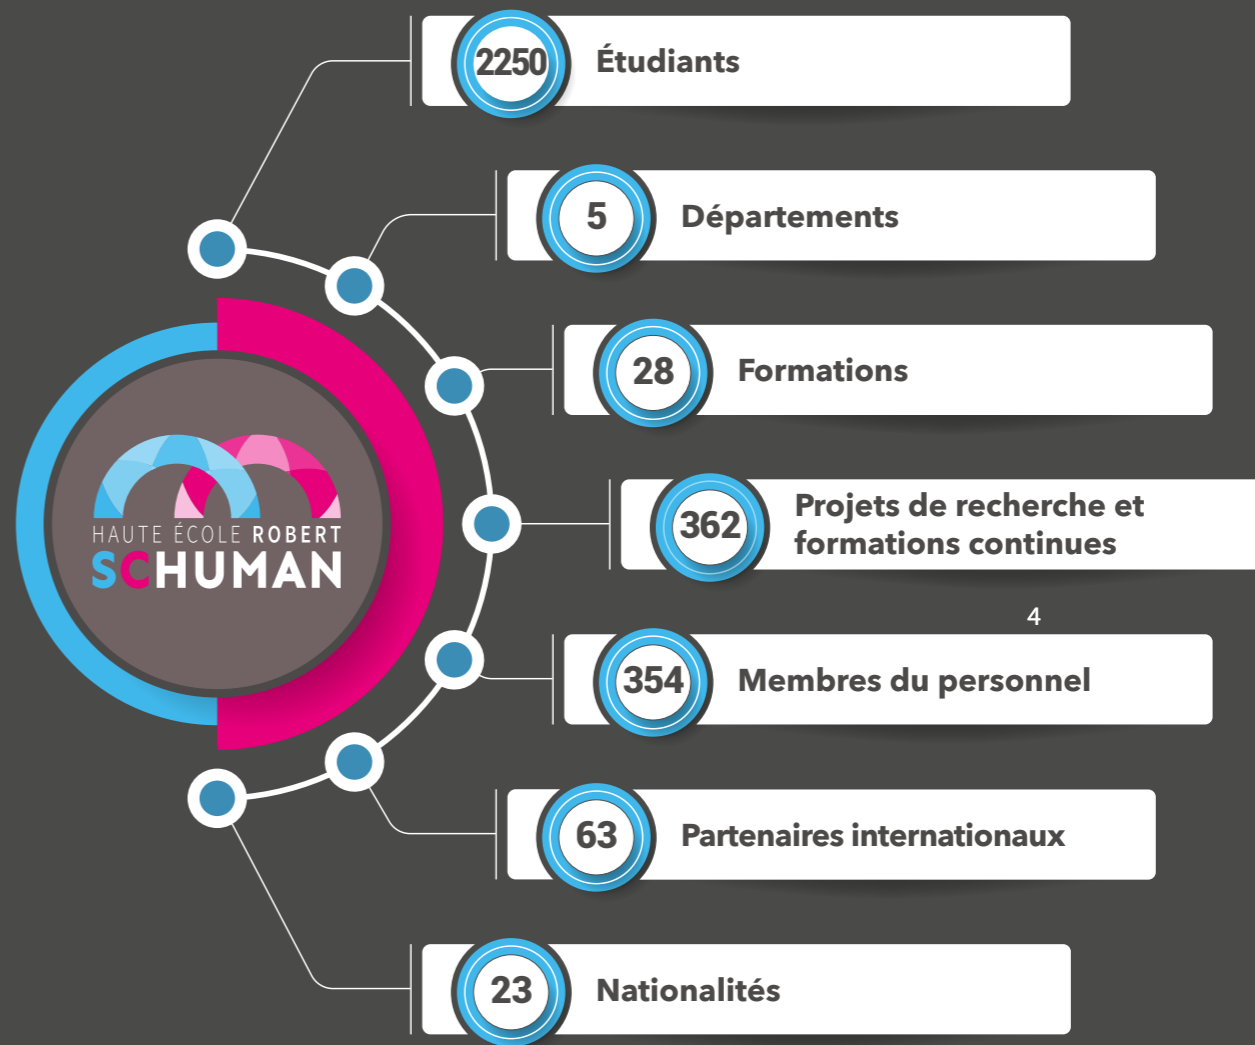 2250
Étudiants
5
Départements
28
Formations
362
Projets de recherche et
formations continues
HAUTE ÉCOLE ROBERT
SCHUMAN
4
354
Membres du personnel
63
Partenaires internationaux
23
Nationalités